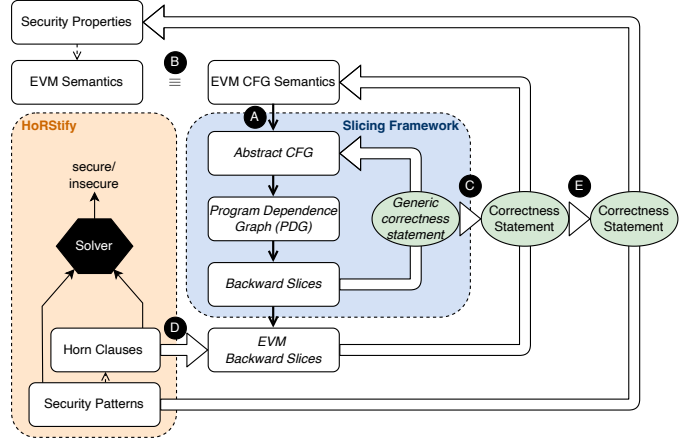 Security Properties
EVM Semantics
B
≡
EVM CFG Semantics
HoRStify
A
Slicing Framework
Abstract CFG
secure/
insecure
Program Dependence
Graph (PDG)
Generic
correctness
statement
C
Correctness
Statement
E
Correctness
Statement
Solver
Backward Slices
D
Horn Clauses
EVM
Backward Slices
Security Patterns